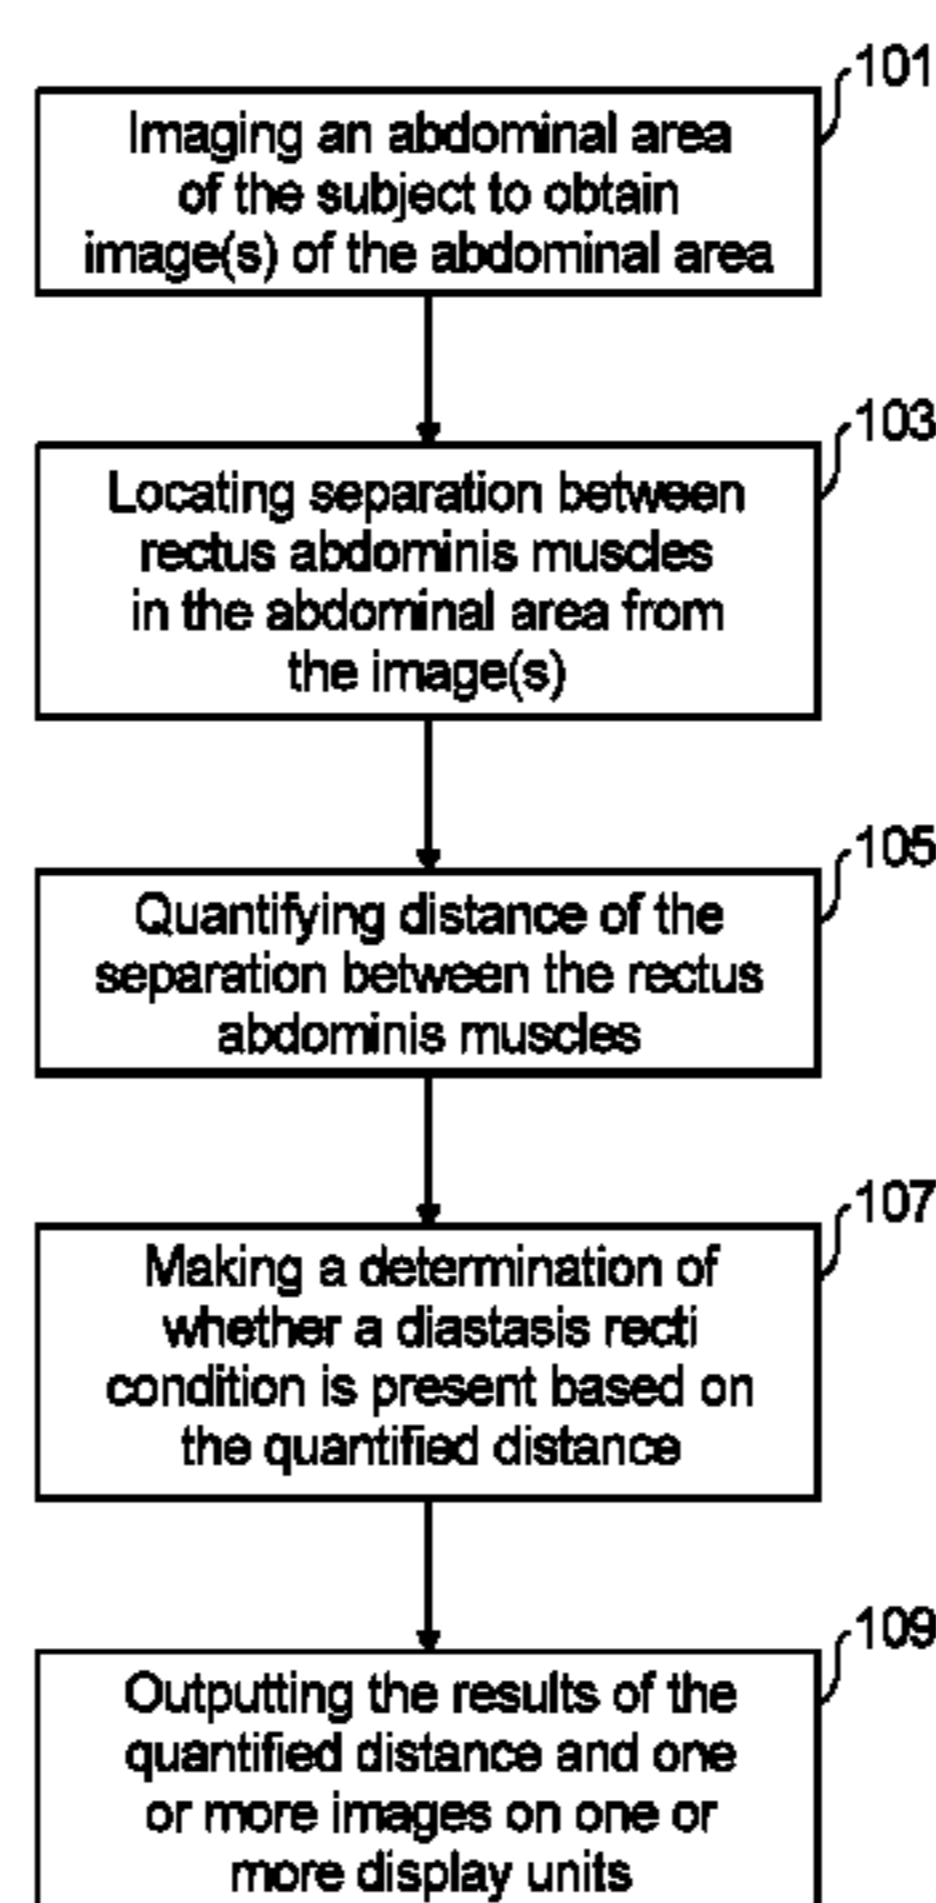 101
Imaging an abdominal area
of the subject to obtain
image(s) of the abdominal area
103
Locating separation between
rectus abdominis muscles
in the abdominal area from
the image(s)
105
Quantifying distance of the
separation between the rectus
abdominis muscles
107
Making a determination of
whether a diastasis recti
condition is present based on
the quantified distance
109
Outputting the results of the
quantified distance and one
or more images on one or
more display units